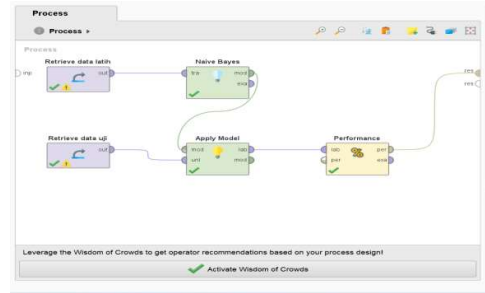 Process
Process
Process
Retrieve data latih
Naive Bayes
inp
out
tra
mod
exa
res
res
Retrieve data uji
Apply Model
Performance
out
mod
lab
unl
mod
lab
per
per
exa
Leverage the Wisdom of Crowds to get operator recommendations based on your process design!
Activate Wisdom of Crowds